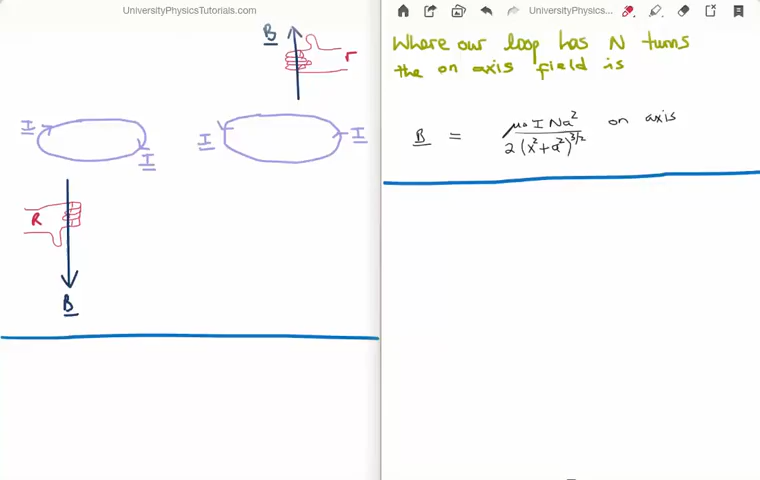 UniversityPhysicsTutorials.com
B
r
I
I
I
I
R
B
UniversityPhysicsTutorials....
Where our loop has N turns
the on axis field is
B = μ₀ I N a² / 2 (x² + a²)^3/2 on axis